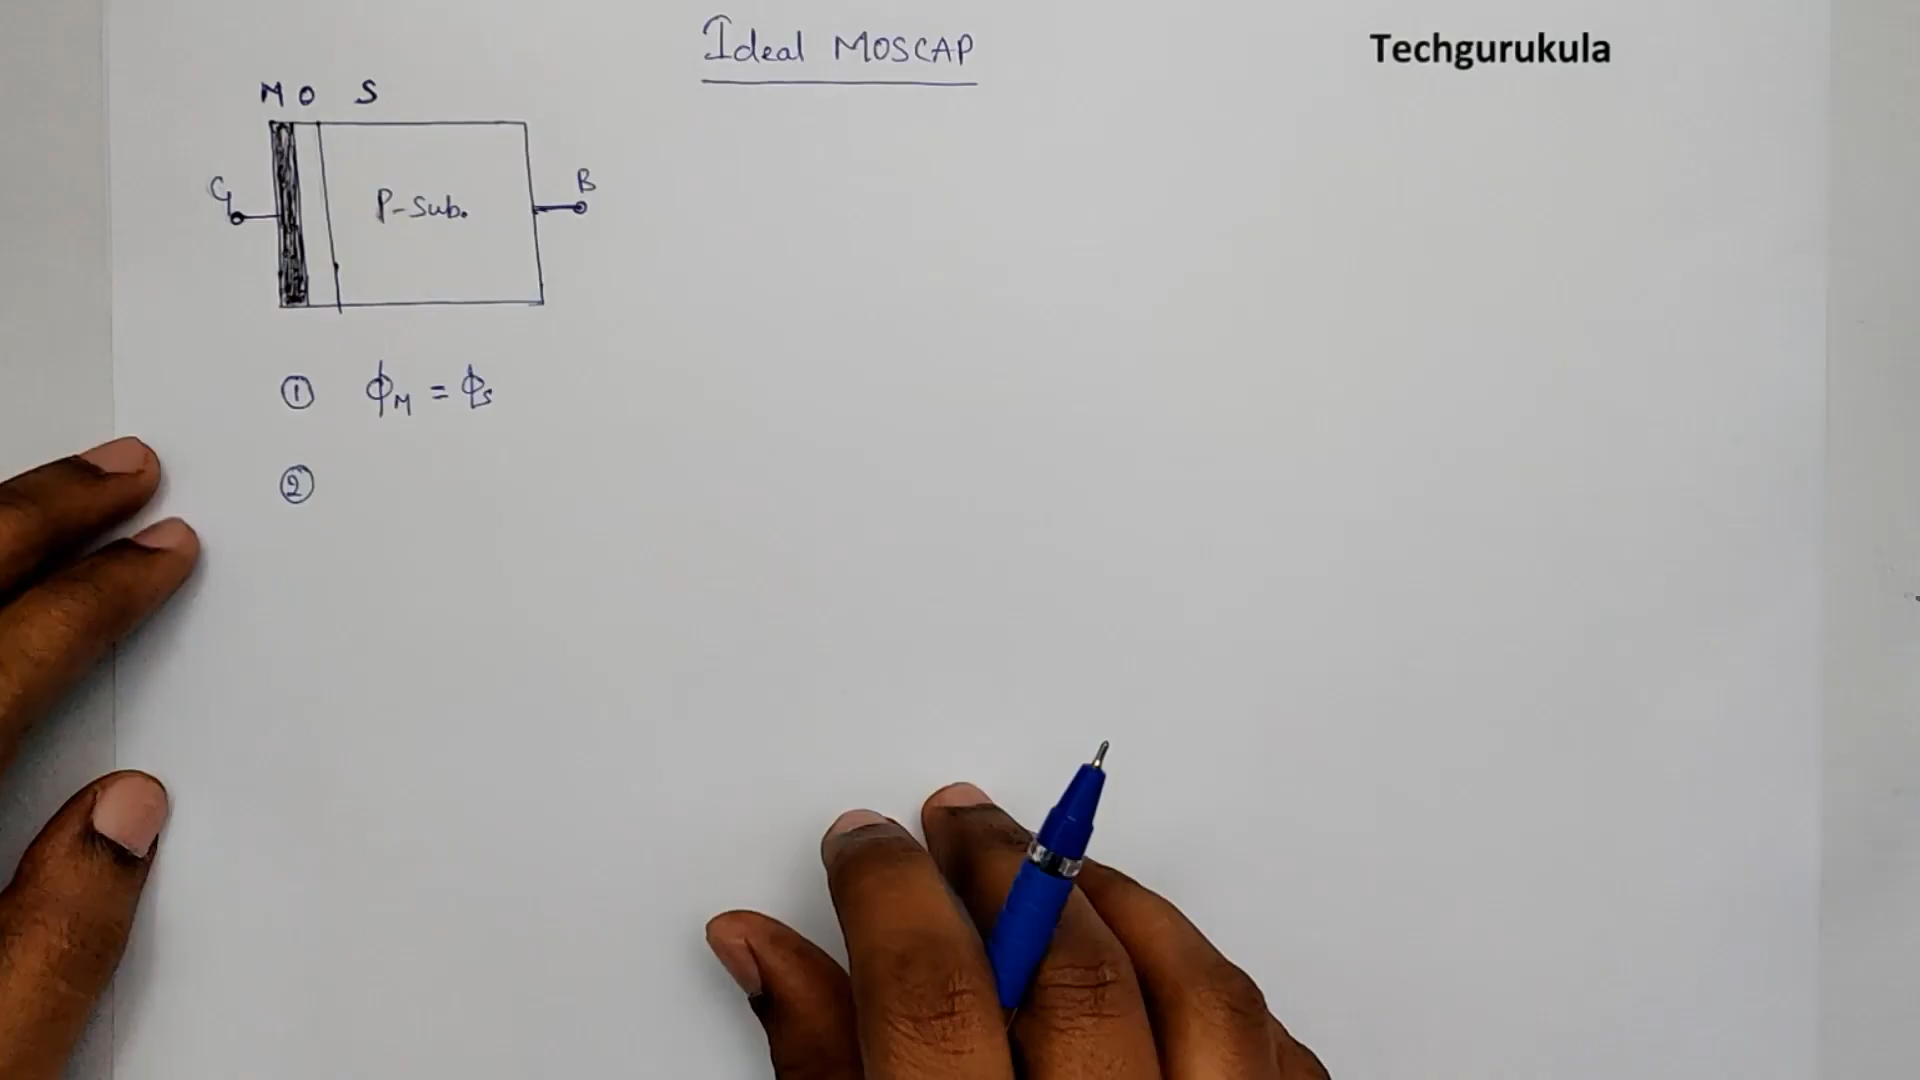 Ideal MOSCAP
Techgurukula
M O S
G
P-Sub.
B
① ϕM = ϕs
②